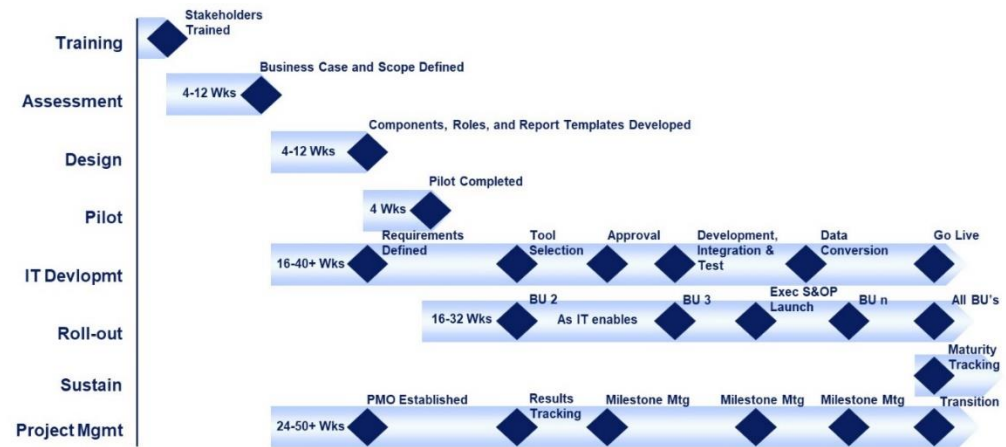 Stakeholders
Trained
Training
Business Case and Scope Defined
4-12 Wks
Assessment
Components, Roles, and Report Templates Developed
4-12 Wks
Design
Pilot Completed
4 Wks
Pilot
Requirements
Defined
Tool
Selection
Approval
Development,
Integration &
Test
Data
Conversion
Go Live
16-40+ Wks
IT Devlopmt
BU 2
BU 3
Exec S&OP
Launch
BU n
All BU's
16-32 Wks
As IT enables
Roll-out
Maturity
Tracking
Sustain
PMO Established
Results
Tracking
Milestone Mtg
Milestone Mtg
Milestone Mtg
Transition
24-50+ Wks
Project Mgmt